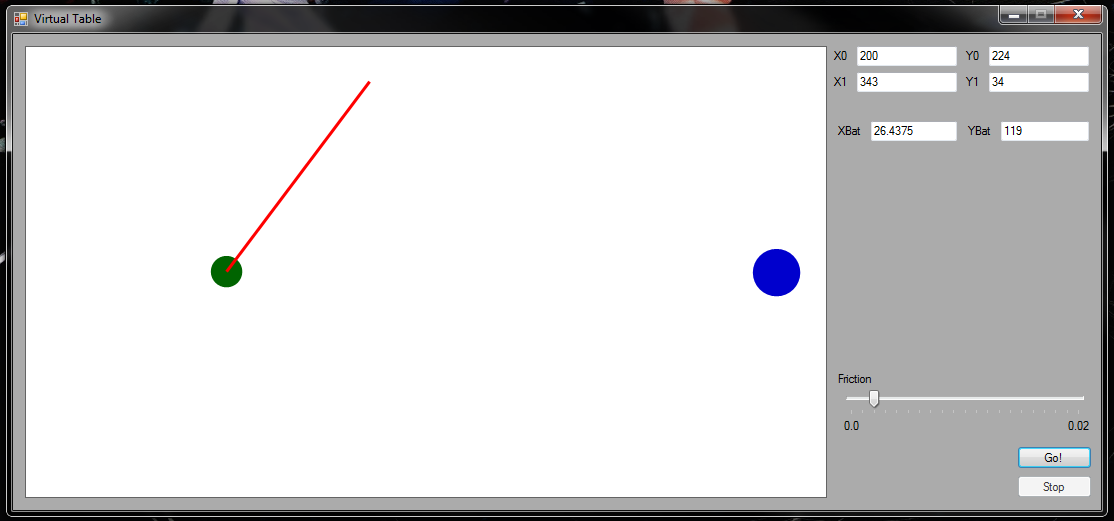 Virtual Table
X0 200 Y0 224
X1 343 Y1 34
XBat 26.4375 YBat 119
Friction
0.0 0.02
Go!
Stop